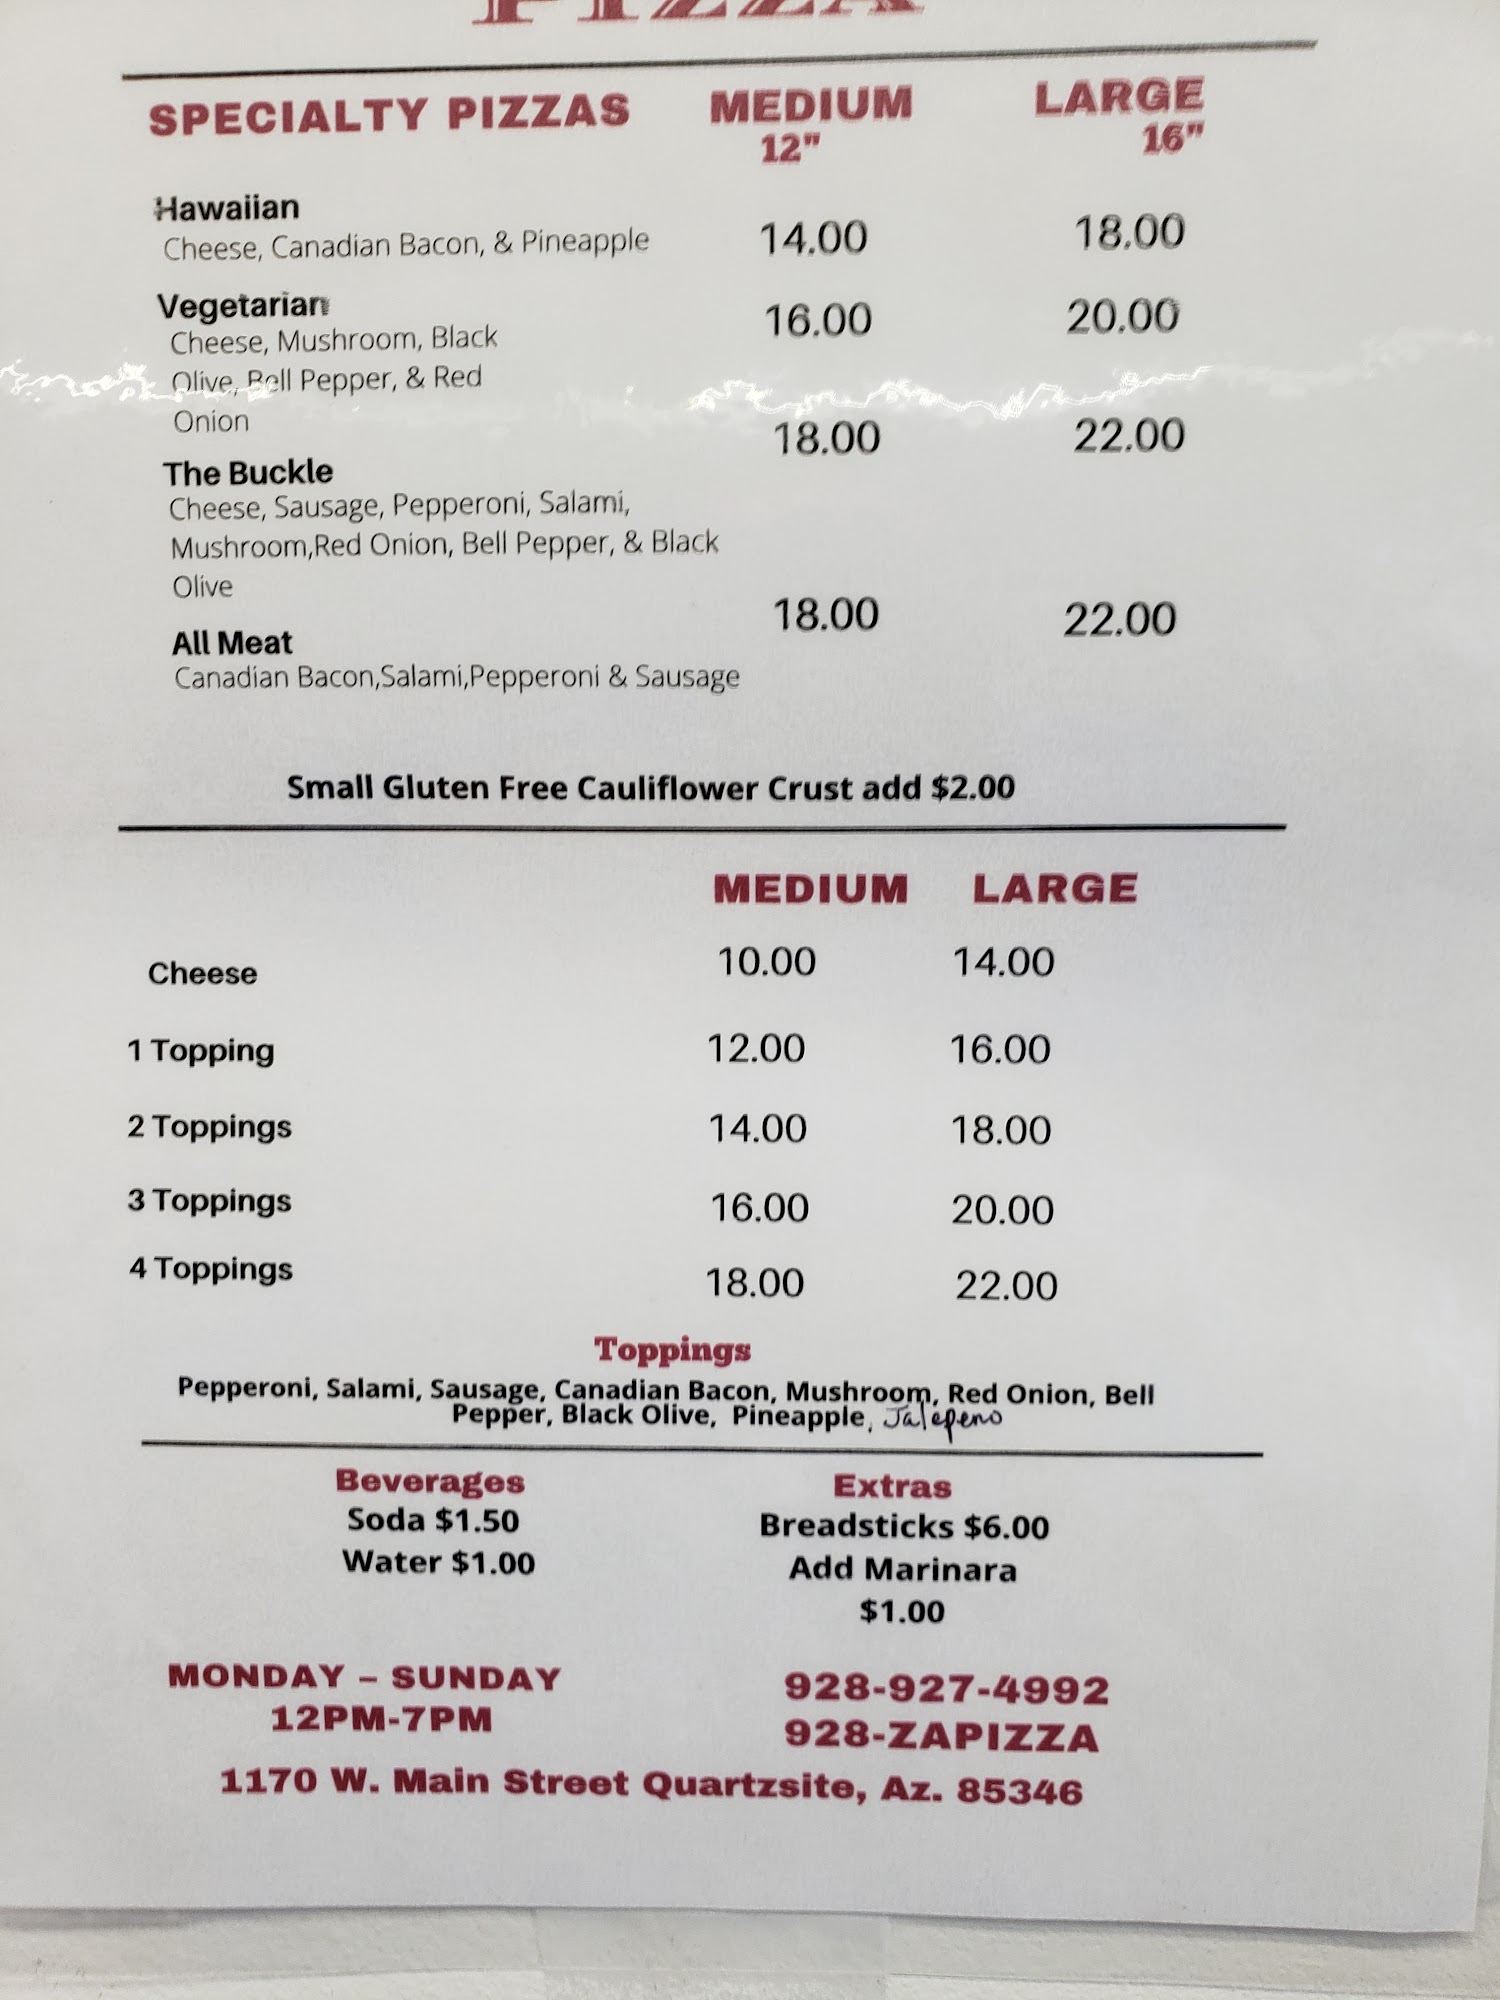 PIZZA
SPECIALTY PIZZAS MEDIUM LARGE
12" 16"
Hawaiian
Cheese, Canadian Bacon, & Pineapple 14.00 18.00
Vegetarian 16.00 20.00
Cheese, Mushroom, Black
Olive, Bell Pepper, & Red
Onion
18.00 22.00
The Buckle
Cheese, Sausage, Pepperoni, Salami,
Mushroom,Red Onion, Bell Pepper, & Black
Olive
18.00 22.00
All Meat
Canadian Bacon,Salami,Pepperoni & Sausage
Small Gluten Free Cauliflower Crust add $2.00
MEDIUM LARGE
Cheese 10.00 14.00
1 Topping 12.00 16.00
2 Toppings 14.00 18.00
3 Toppings 16.00 20.00
4 Toppings 18.00 22.00
Toppings
Pepperoni, Salami, Sausage, Canadian Bacon, Mushroom, Red Onion, Bell
Pepper, Black Olive, Pineapple, Jalepeno
Beverages
Soda $1.50
Water $1.00
Extras
Breadsticks $6.00
Add Marinara
$1.00
MONDAY – SUNDAY
12PM-7PM
928-927-4992
928-ZAPIZZA
1170 W. Main Street Quartzsite, Az. 85346